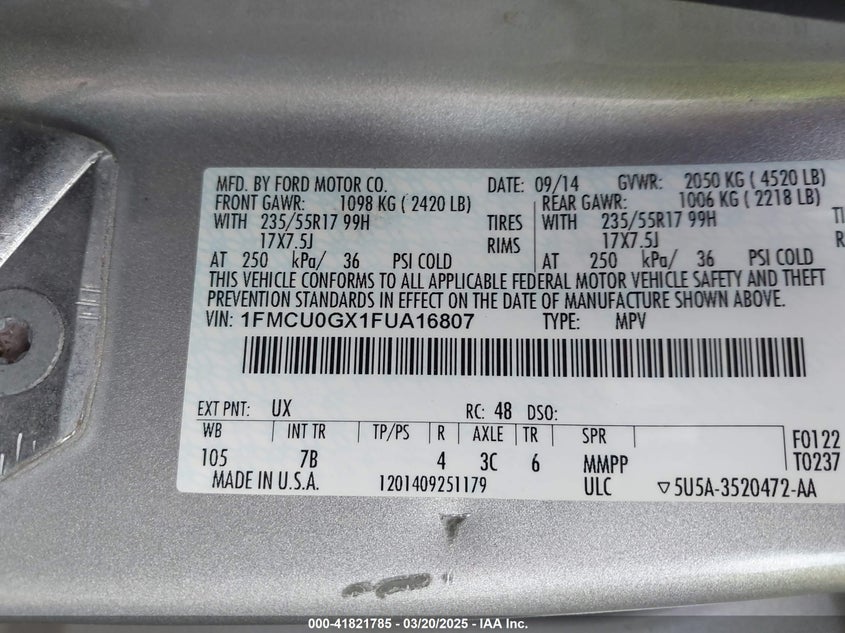 MFD. BY FORD MOTOR CO. DATE: 09/14 GVWR: 2050 KG ( 4520 LB)
FRONT GAWR: 1098 KG ( 2420 LB) REAR GAWR: 1006 KG ( 2218 LB)
WITH 235/55R17 99H TIRES WITH 235/55R17 99H
17X7.5J RIMS 17X7.5J
AT 250 kPa/ 36 PSI COLD AT 250 kPa/ 36 PSI COLD
THIS VEHICLE CONFORMS TO ALL APPLICABLE FEDERAL MOTOR VEHICLE SAFETY AND THEFT
PREVENTION STANDARDS IN EFFECT ON THE DATE OF MANUFACTURE SHOWN ABOVE.
VIN: 1FMCU0GX1FUA16807 TYPE: MPV
EXT PNT: UX RC: 48 DSO:
WB INT TR TP/PS R AXLE TR SPR F0122
105 7B 4 3C 6 MMPP T0237
MADE IN U.S.A. 1201409251179 ULC ▽5U5A-3520472-AA
000-41821785 - 03/20/2025 - IAA Inc.